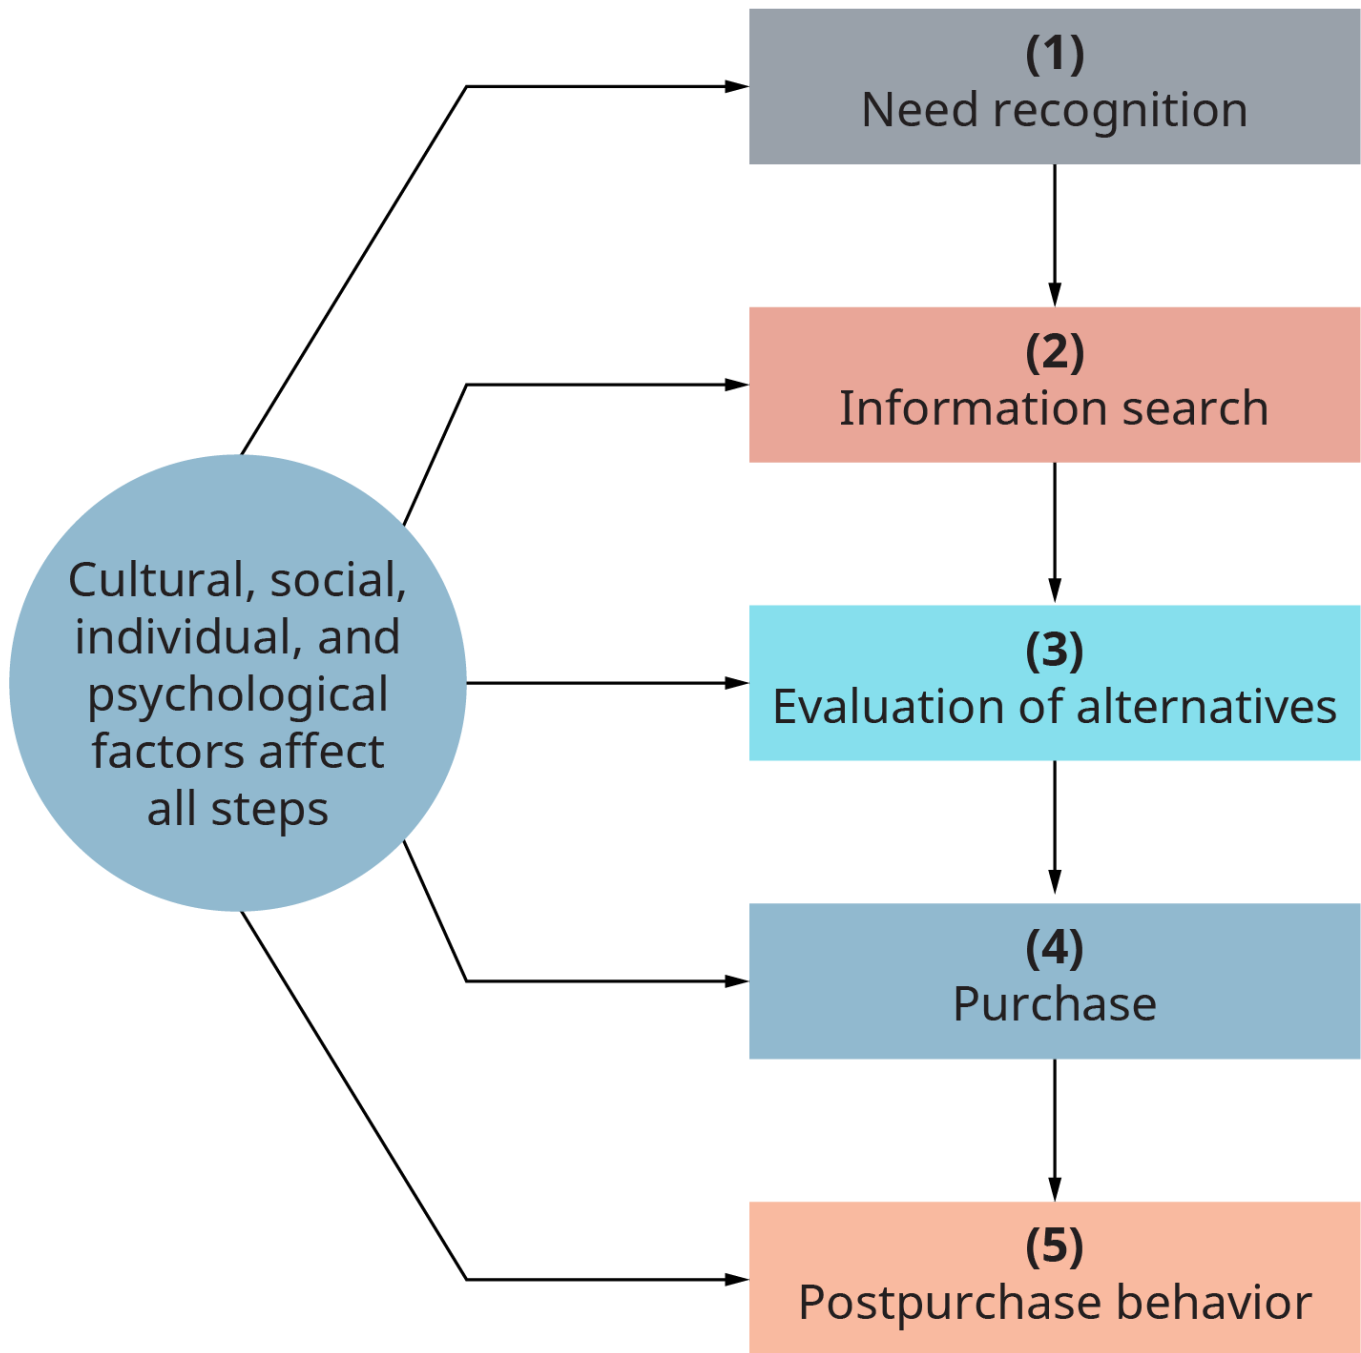 (1)
Need recognition
(2)
Information search
Cultural, social,
individual, and
psychological
factors affect
all steps
(3)
Evaluation of alternatives
(4)
Purchase
(5)
Postpurchase behavior